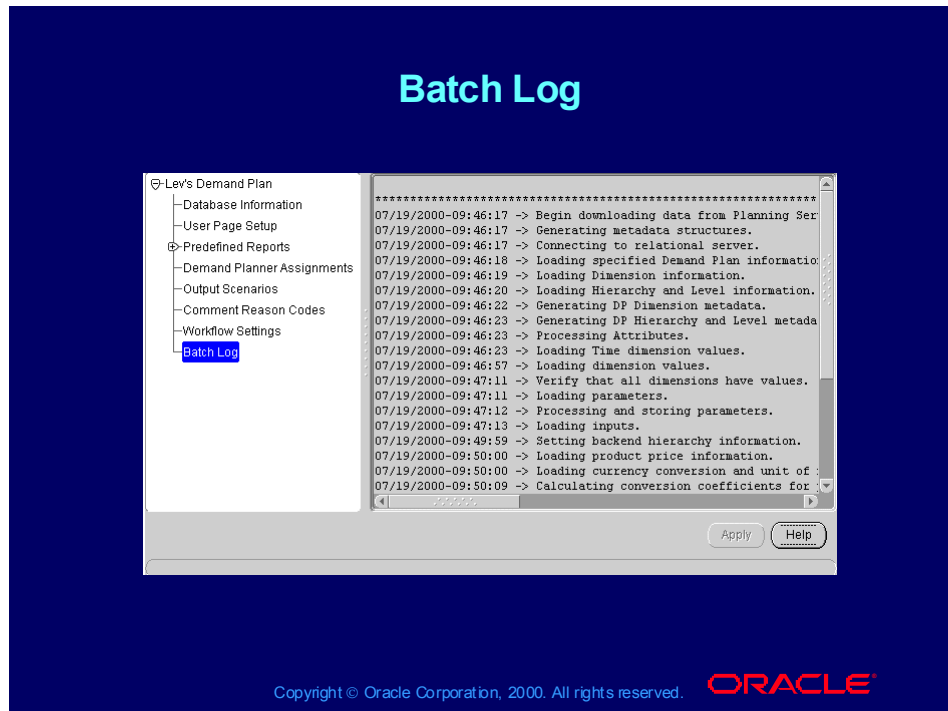 Batch Log
Lev's Demand Plan
Database Information
User Page Setup
Predefined Reports
Demand Planner Assignments
Output Scenarios
Comment Reason Codes
Workflow Settings
Batch Log
***************************************************************
07/19/2000-09:46:17 -> Begin downloading data from Planning Ser
07/19/2000-09:46:17 -> Generating metadata structures.
07/19/2000-09:46:17 -> Connecting to relational server.
07/19/2000-09:46:18 -> Loading specified Demand Plan informatio
07/19/2000-09:46:19 -> Loading Dimension information.
07/19/2000-09:46:20 -> Loading Hierarchy and Level information.
07/19/2000-09:46:22 -> Generating DP Dimension metadata.
07/19/2000-09:46:23 -> Generating DP Hierarchy and Level metada
07/19/2000-09:46:23 -> Processing Attributes.
07/19/2000-09:46:23 -> Loading Time dimension values.
07/19/2000-09:46:57 -> Loading dimension values.
07/19/2000-09:47:11 -> Verify that all dimensions have values.
07/19/2000-09:47:11 -> Loading parameters.
07/19/2000-09:47:12 -> Processing and storing parameters.
07/19/2000-09:47:13 -> Loading inputs.
07/19/2000-09:49:59 -> Setting backend hierarchy information.
07/19/2000-09:50:00 -> Loading product price information.
07/19/2000-09:50:00 -> Loading currency conversion and unit of
07/19/2000-09:50:09 -> Calculating conversion coefficients for
Apply
Help
Copyright © Oracle Corporation, 2000. All rights reserved.
ORACLE